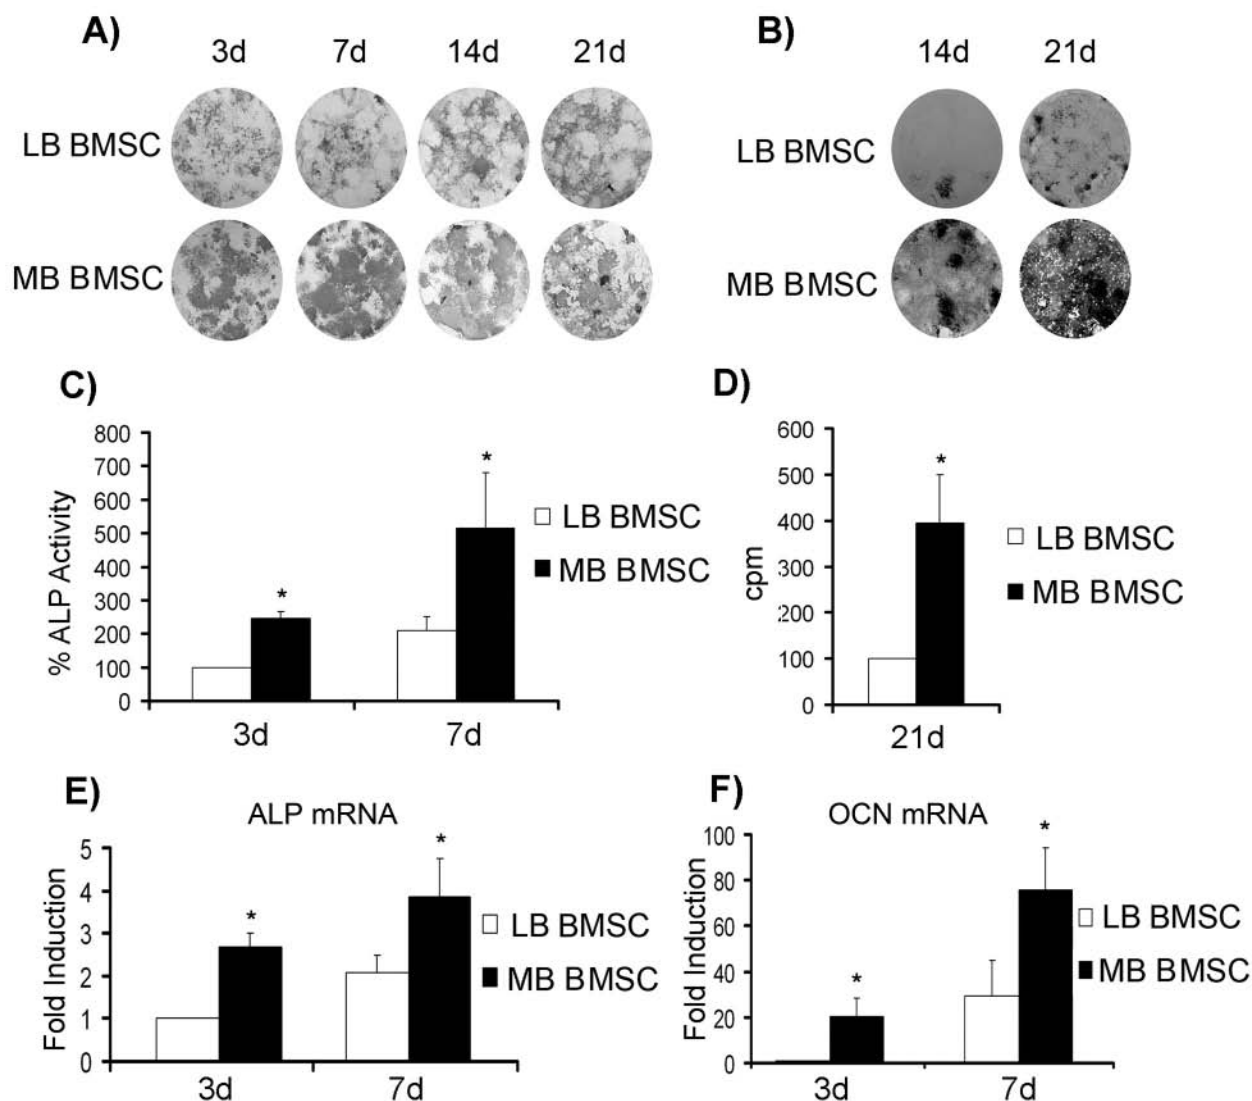 A)
3d 7d 14d 21d
LB BMSC
MB BMSC
B)
14d 21d
LB BMSC
MB BMSC
C)
% ALP Activity
800
700
600
500
400
300
200
100
0
*
*
3d 7d
LB BMSC
MB BMSC
D)
cpm
600
500
400
300
200
100
0
*
21d
LB BMSC
MB BMSC
E)
ALP mRNA
Fold Induction
5
4
3
2
1
0
*
*
3d 7d
LB BMSC
MB BMSC
F)
OCN mRNA
Fold Induction
100
80
60
40
20
0
*
*
3d 7d
LB BMSC
MB BMSC